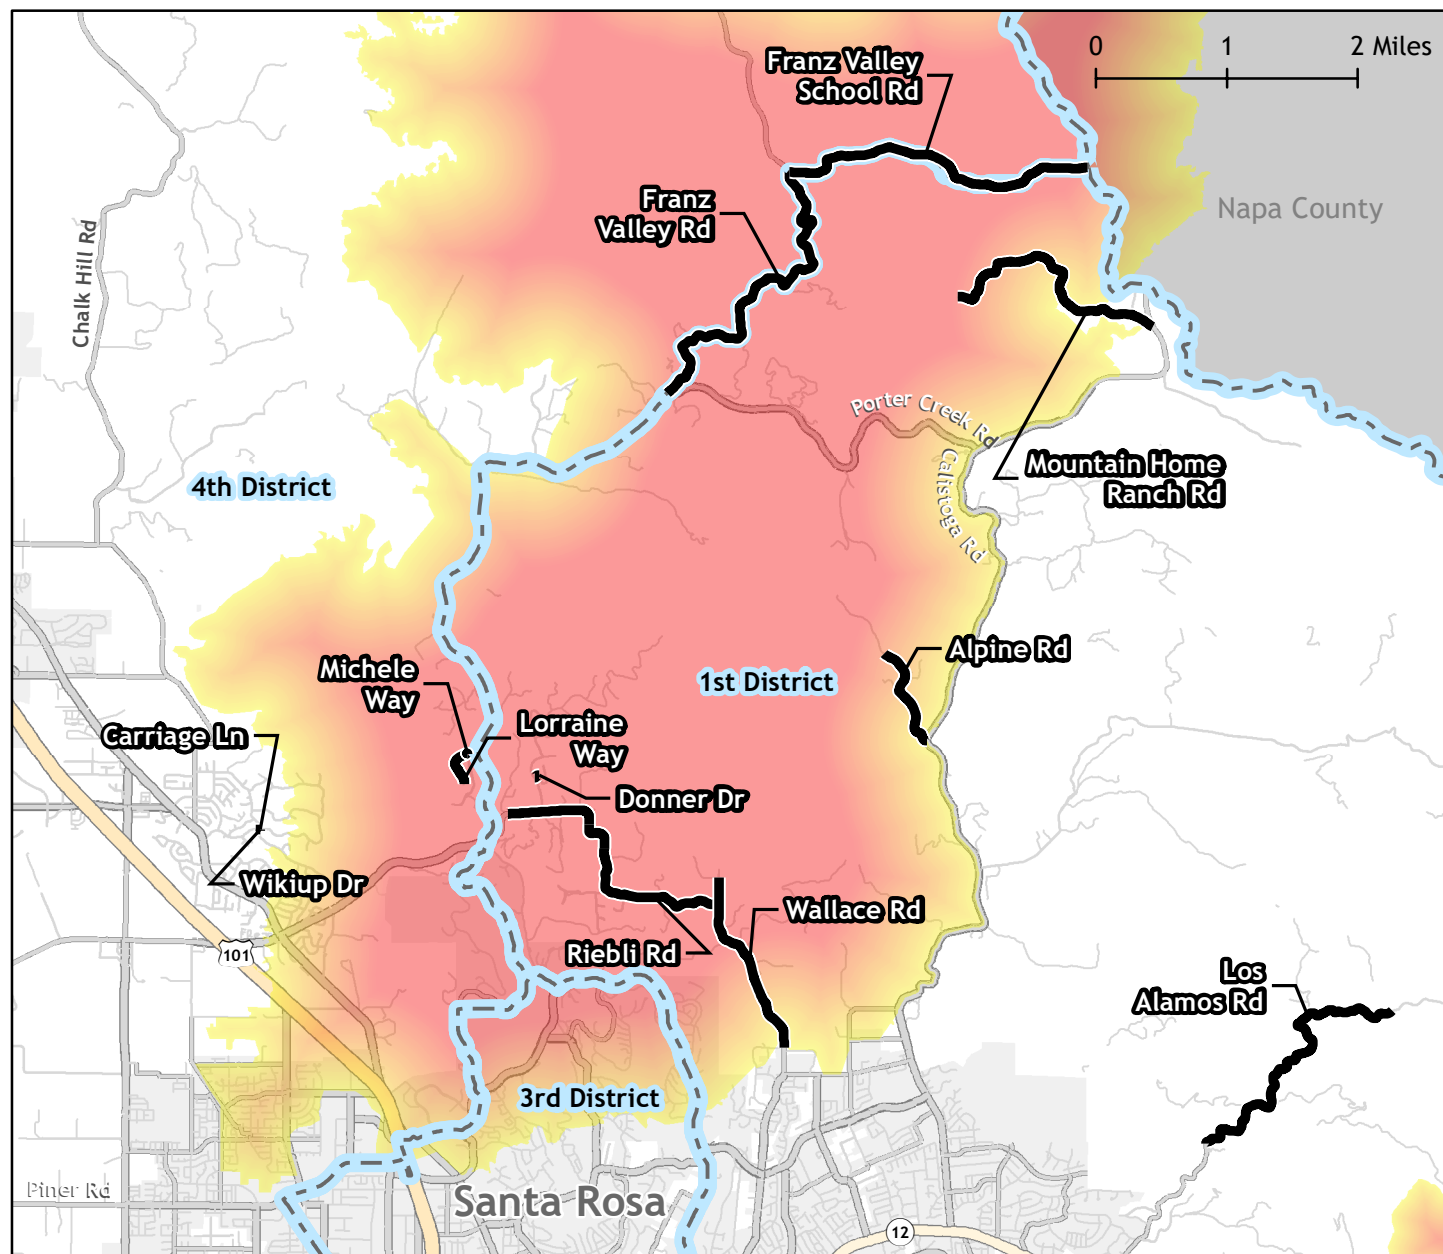 0 1 2 Miles
Franz Valley
School Rd
Franz
Valley Rd
Napa County
Chalk Hill Rd
Porter Creek Rd
Calistoga Rd
Mountain Home
Ranch Rd
4th District
Michele
Way
1st District
Alpine Rd
Lorraine
Way
Carriage Ln
Donner Dr
Wikiup Dr
Wallace Rd
Riebli Rd
101
Los
Alamos Rd
3rd District
Piner Rd
Santa Rosa
12